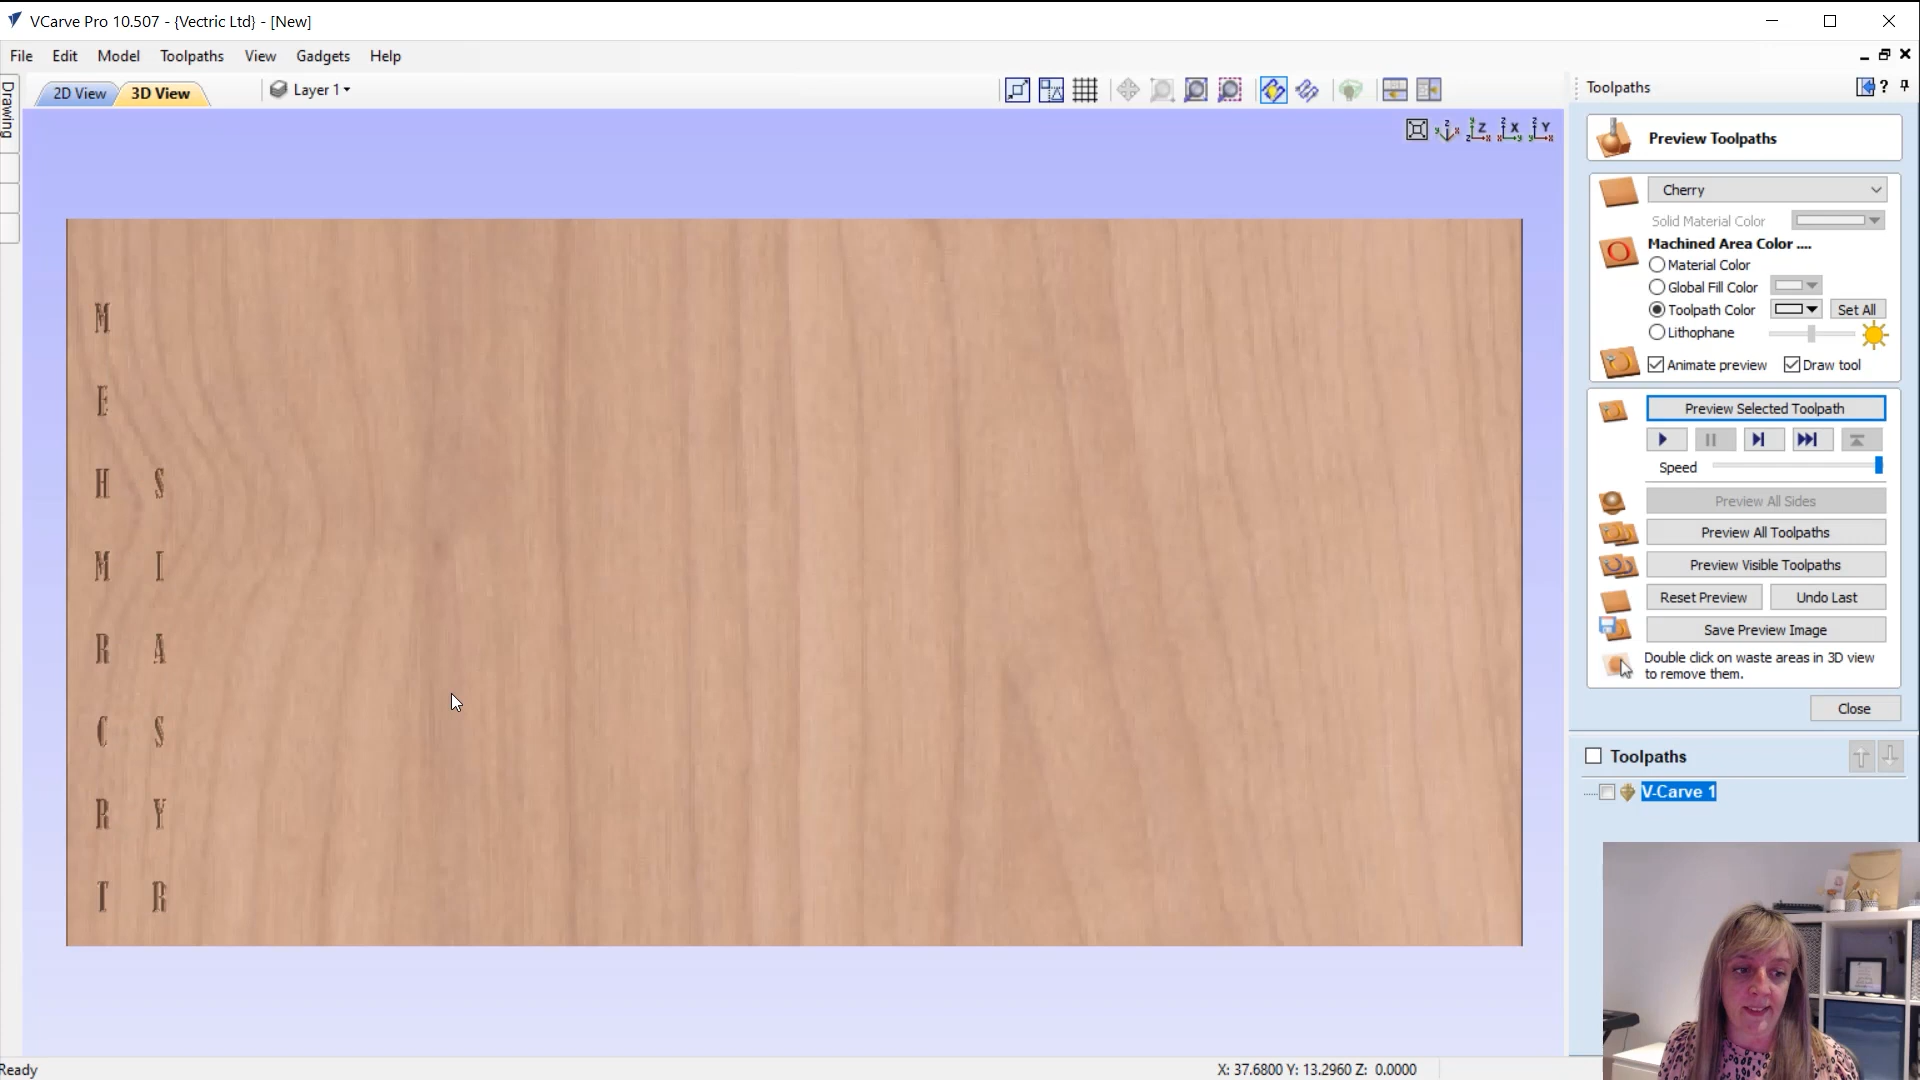 VCarve Pro 10.507 - {Vectric Ltd} - [New]
File Edit Model Toolpaths View Gadgets Help
Drawing
2D View 3D View Layer 1
Z X Y
M
E
H S
M I
R A
C S
R Y
T R
Toolpaths ?
Preview Toolpaths
Cherry
Solid Material Color
Machined Area Color ....
Material Color
Global Fill Color
Toolpath Color Set All
Lithophane
Animate preview Draw tool
Preview Selected Toolpath
Speed
Preview All Sides
Preview All Toolpaths
Preview Visible Toolpaths
Reset Preview Undo Last
Save Preview Image
Double click on waste areas in 3D view
to remove them.
Close
Toolpaths
V-Carve 1
Ready X: 37.6800 Y: 13.2960 Z: 0.0000